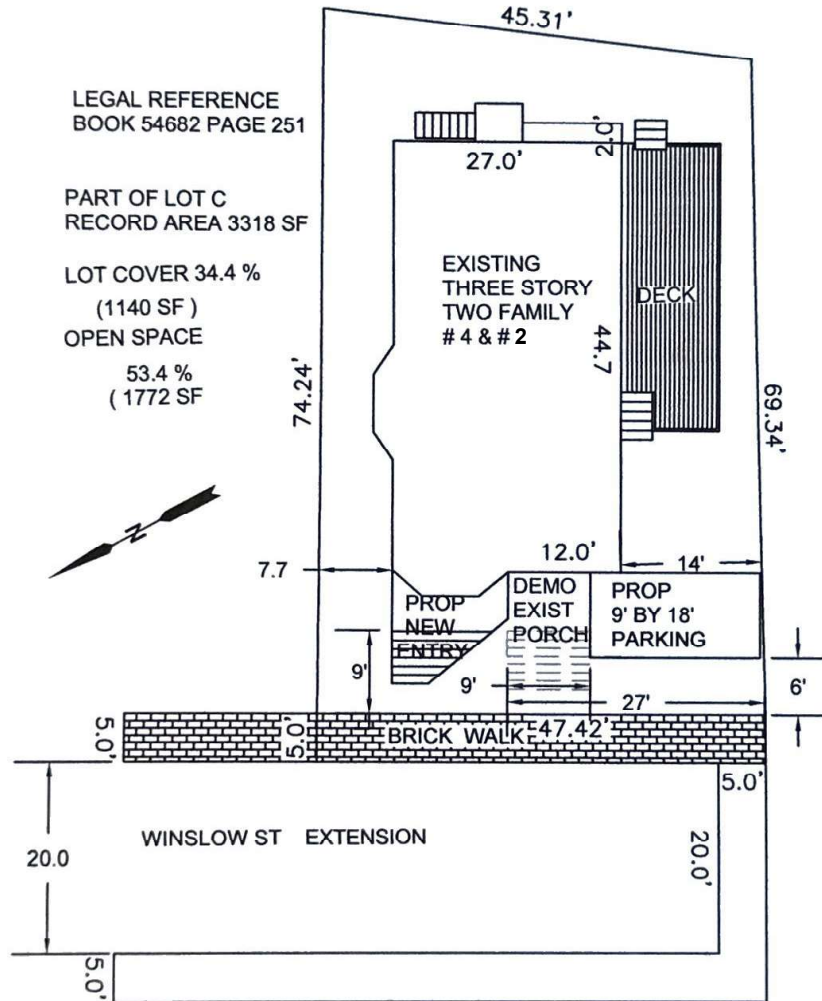 45.31'
LEGAL REFERENCE
BOOK 54682 PAGE 251
2.0'
27.0'
PART OF LOT C
RECORD AREA 3318 SF
LOT COVER 34.4 %
(1140 SF )
OPEN SPACE
53.4 %
( 1772 SF
EXISTING
THREE STORY
TWO FAMILY
# 4 & # 2
DECK
44.7
74.24'
69.34'
N
7.7
12.0'
14'
PROP
NEW
ENTRY
DEMO
EXIST
PORCH
PROP
9' BY 18'
PARKING
9'
9'
27'
6'
5.0'
5.0'
BRICK WALK
47.42'
5.0'
WINSLOW ST EXTENSION
20.0
20.0'
5.0'